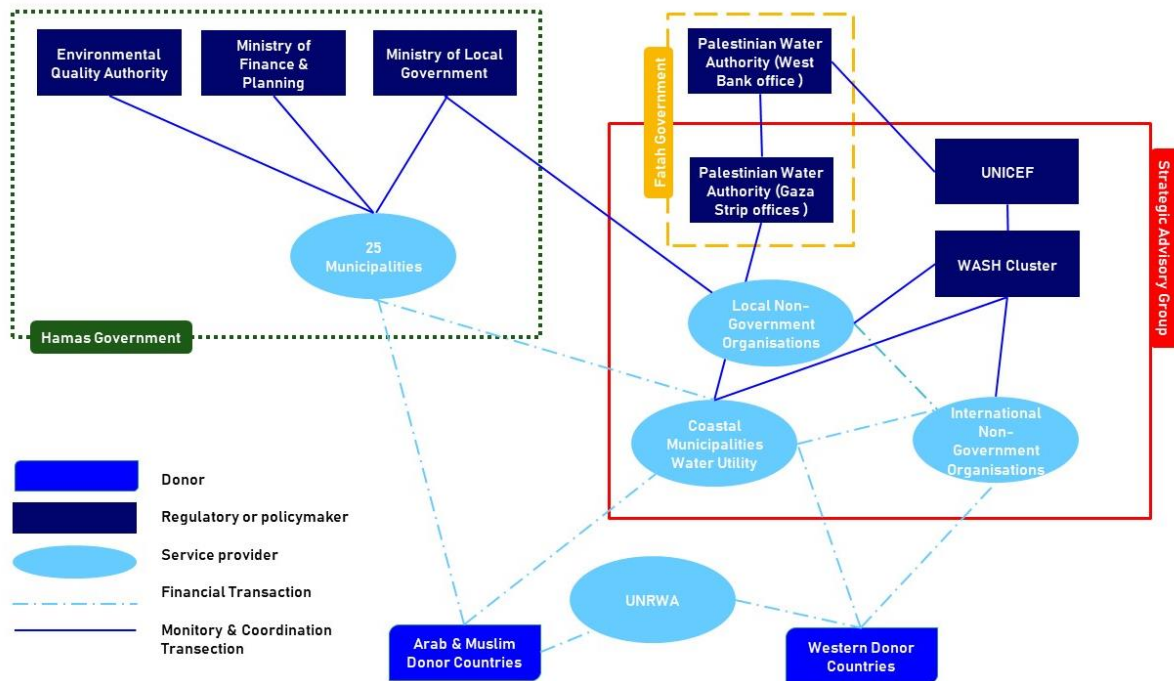 Environmental
Quality Authority
Ministry of
Finance &
Planning
Ministry of Local
Government
Palestinian Water
Authority (West
Bank office )
Fatah Government
Palestinian Water
Authority (Gaza
Strip offices )
UNICEF
Strategic Advisory Group
25
Municipalities
WASH Cluster
Local Non-
Government
Organisations
Hamas Government
Coastal
Municipalities
Water Utility
International
Non-
Government
Organisations
Donor
Regulatory or policymaker
Service provider
Financial Transaction
Monitory & Coordination
Transection
UNRWA
Arab & Muslim
Donor Countries
Western Donor
Countries